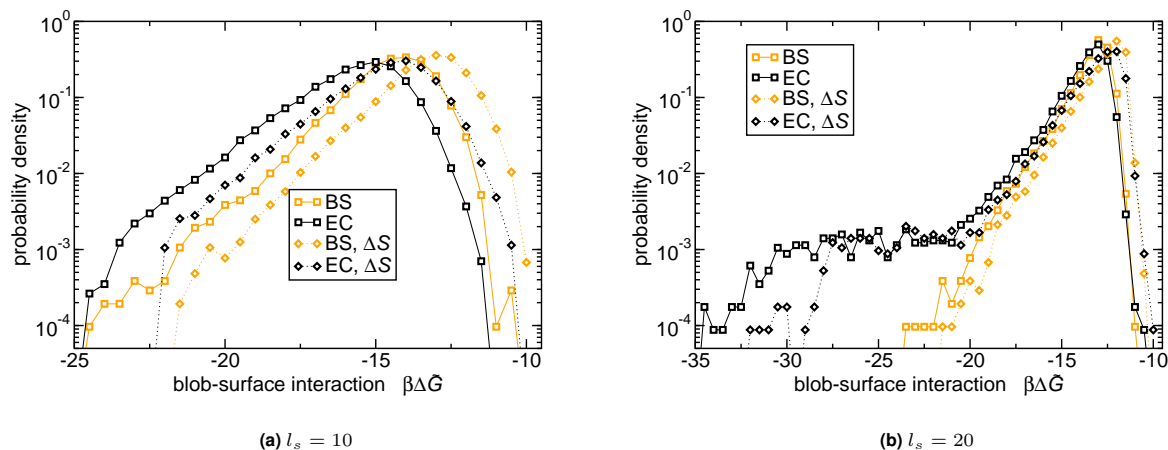 10^0
10^-1
10^-2
10^-3
10^-4
probability density
BS
EC
BS, ΔS
EC, ΔS
-25 -20 -15 -10
blob-surface interaction βΔG̃
(a) l_s = 10
10^0
10^-1
10^-2
10^-3
10^-4
probability density
BS
EC
BS, ΔS
EC, ΔS
-35 -30 -25 -20 -15 -10
blob-surface interaction βΔG̃
(b) l_s = 20